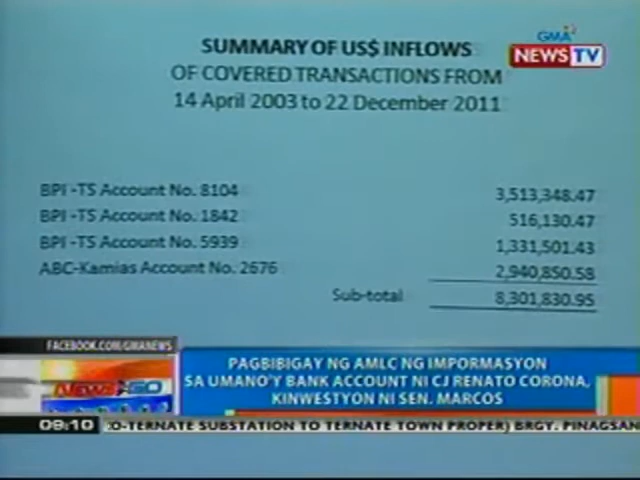 GMA
NEWS TV
SUMMARY OF US$ INFLOWS
OF COVERED TRANSACTIONS FROM
14 April 2003 to 22 December 2011
BPI -TS Account No. 8104 3,513,348.47
BPI -TS Account No. 1842 516,130.47
BPI -TS Account No. 5939 1,331,501.43
ABC-Kamias Account No. 2676 2,940,850.58
Sub-total 8,301,830.95
FACEBOOK.COM/GMANEWS
NEWS TO GO
PAGBIBIGAY NG AMLC NG IMPORMASYON
SA UMANO'Y BANK ACCOUNT NI CJ RENATO CORONA,
KINWESTYON NI SEN. MARCOS
09:10 CO-TERNATE SUBSTATION TO TERNATE TOWN PROPER) BRGY. PINAGSAN